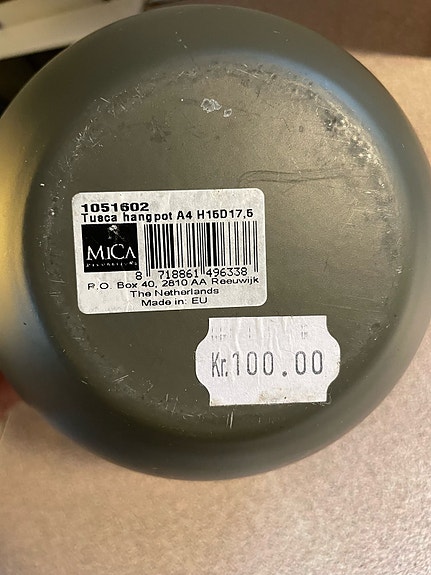 1051602
Tusca hangpot A4 H15D17,5
MICA
8 718861 496338
P.O. Box 40, 2810 AA Reeuwijk
The Netherlands
Made in: EU
Kr.100.00